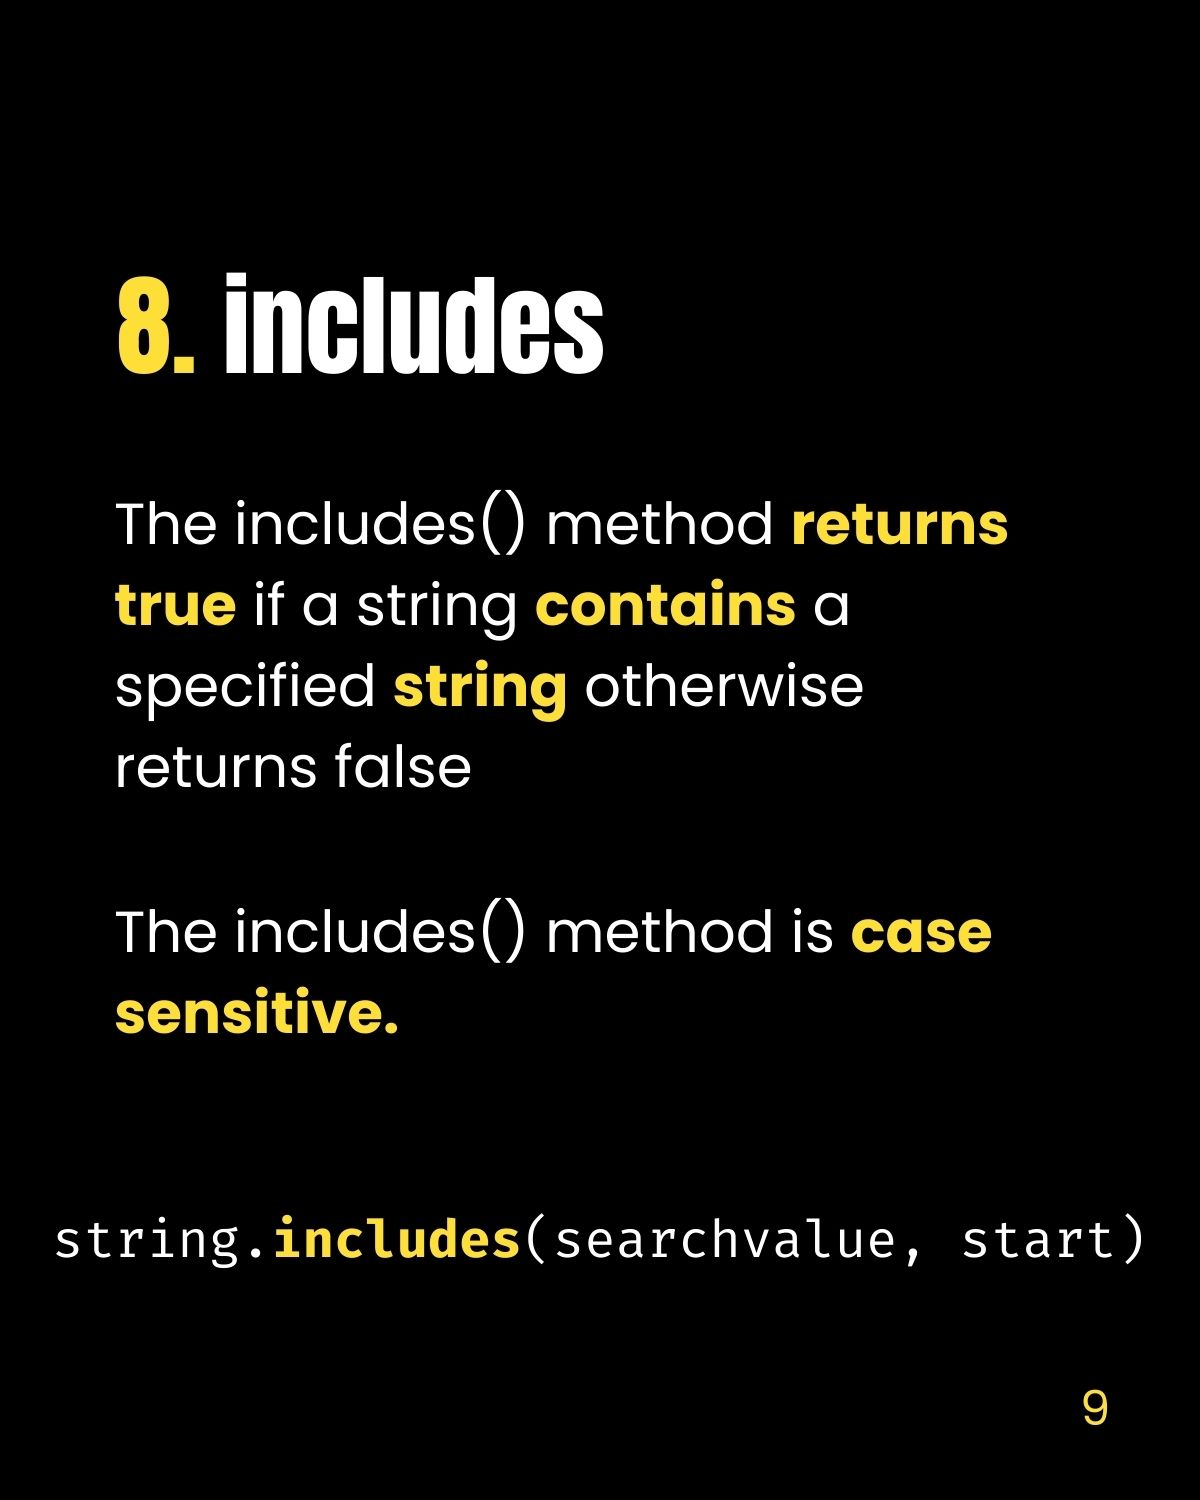 8. includes
The includes() method returns
true if a string contains a
specified string otherwise
returns false
The includes() method is case
sensitive.
string.includes(searchvalue, start)
9